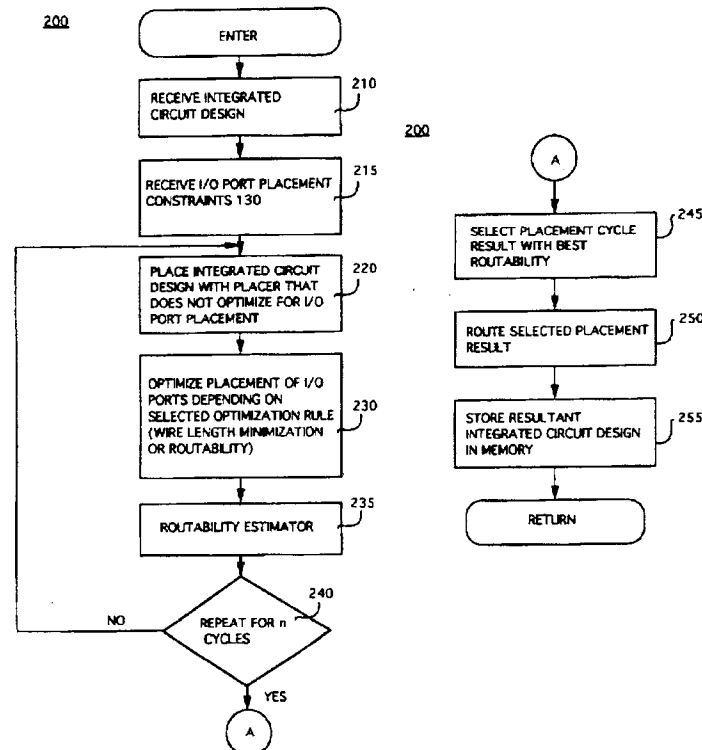 200
ENTER
210
RECEIVE INTEGRATED
CIRCUIT DESIGN
215
RECEIVE I/O PORT PLACEMENT
CONSTRAINTS 130
220
PLACE INTEGRATED CIRCUIT
DESIGN WITH PLACER THAT
DOES NOT OPTIMIZE FOR I/O
PORT PLACEMENT
230
OPTIMIZE PLACEMENT OF I/O
PORTS DEPENDING ON
SELECTED OPTIMIZATION RULE
(WIRE LENGTH MINIMIZATION
OR ROUTABILITY)
235
ROUTABILITY ESTIMATOR
240
REPEAT FOR n
CYCLES
NO
YES
A
200
A
245
SELECT PLACEMENT CYCLE
RESULT WITH BEST
ROUTABILITY
250
ROUTE SELECTED PLACEMENT
RESULT
255
STORE RESULTANT
INTEGRATED CIRCUIT DESIGN
IN MEMORY
RETURN